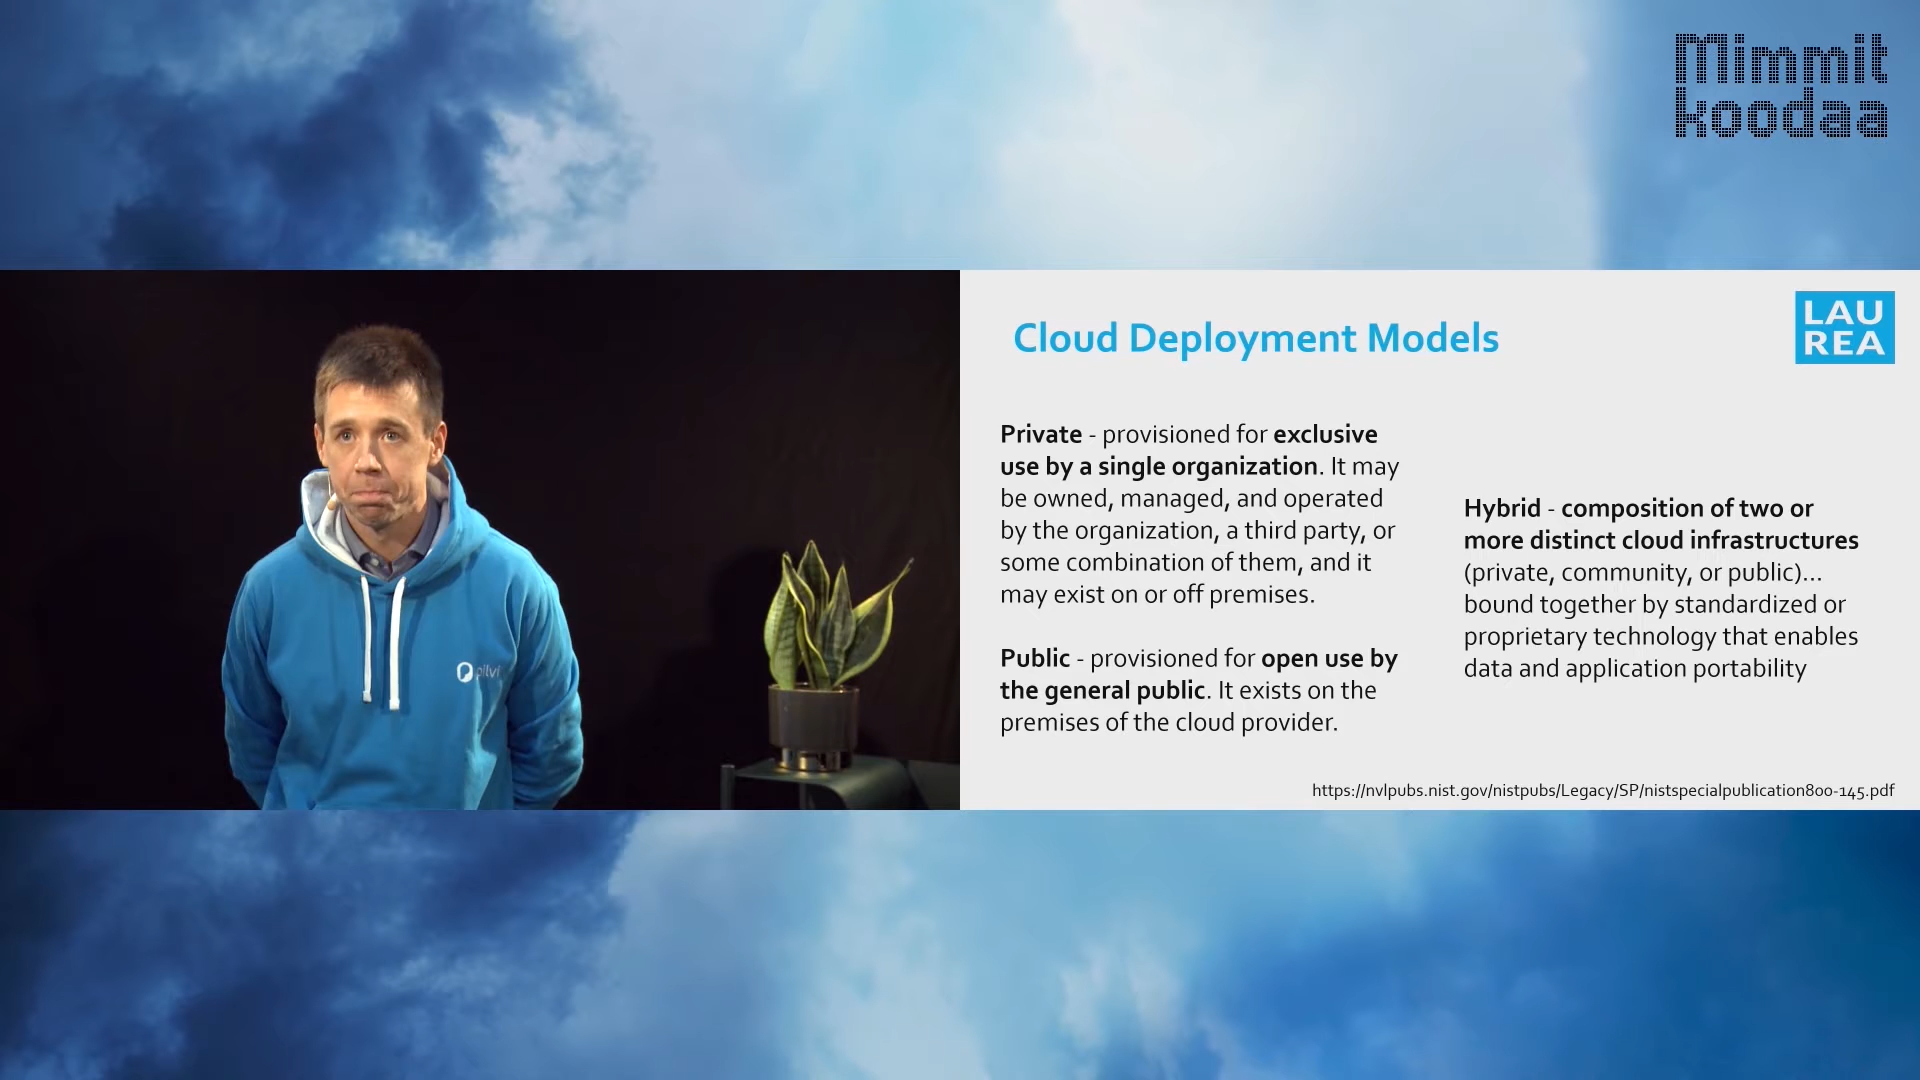 Mimmit
koodaa
LAU
REA
Cloud Deployment Models
Private - provisioned for exclusive
use by a single organization. It may
be owned, managed, and operated
by the organization, a third party, or
some combination of them, and it
may exist on or off premises.
Public - provisioned for open use by
the general public. It exists on the
premises of the cloud provider.
Hybrid - composition of two or
more distinct cloud infrastructures
(private, community, or public)...
bound together by standardized or
proprietary technology that enables
data and application portability
https://nvlpubs.nist.gov/nistpubs/Legacy/SP/nistspecialpublication800-145.pdf
pilvi